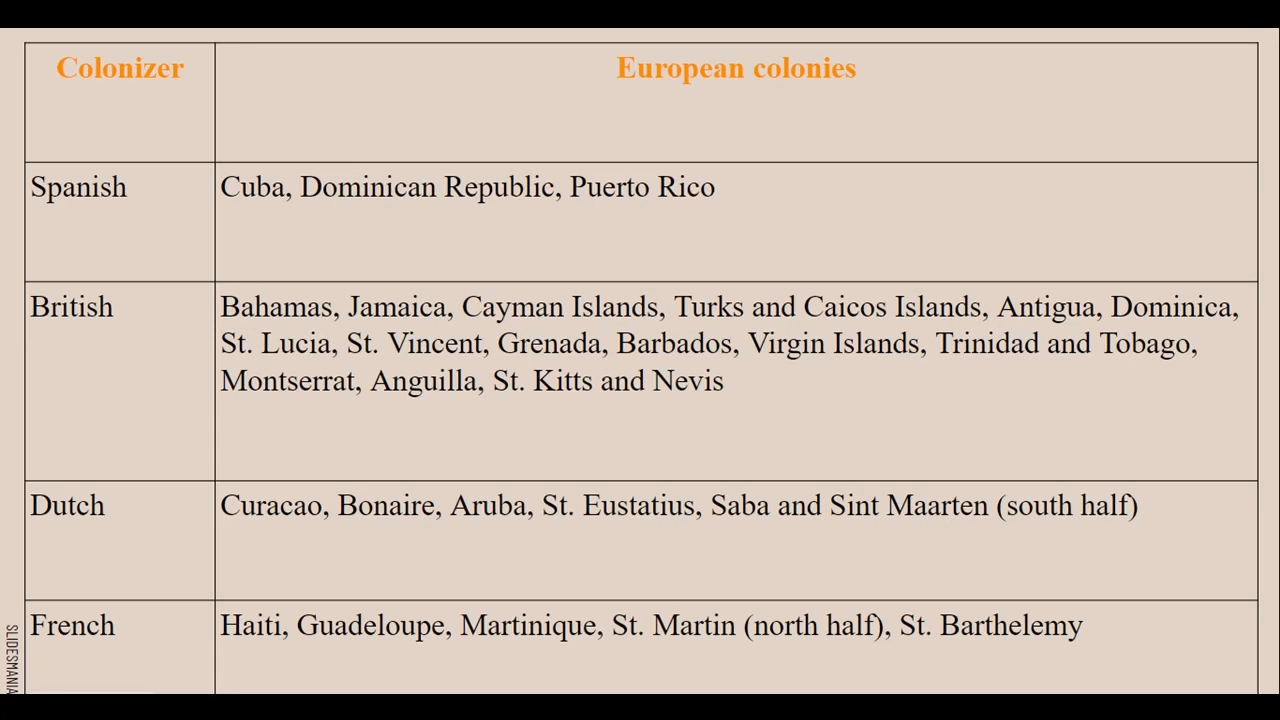 Colonizer
European colonies
Spanish
Cuba, Dominican Republic, Puerto Rico
British
Bahamas, Jamaica, Cayman Islands, Turks and Caicos Islands, Antigua, Dominica,
St. Lucia, St. Vincent, Grenada, Barbados, Virgin Islands, Trinidad and Tobago,
Montserrat, Anguilla, St. Kitts and Nevis
Dutch
Curacao, Bonaire, Aruba, St. Eustatius, Saba and Sint Maarten (south half)
French
Haiti, Guadeloupe, Martinique, St. Martin (north half), St. Barthelemy
SLIDESMANIA